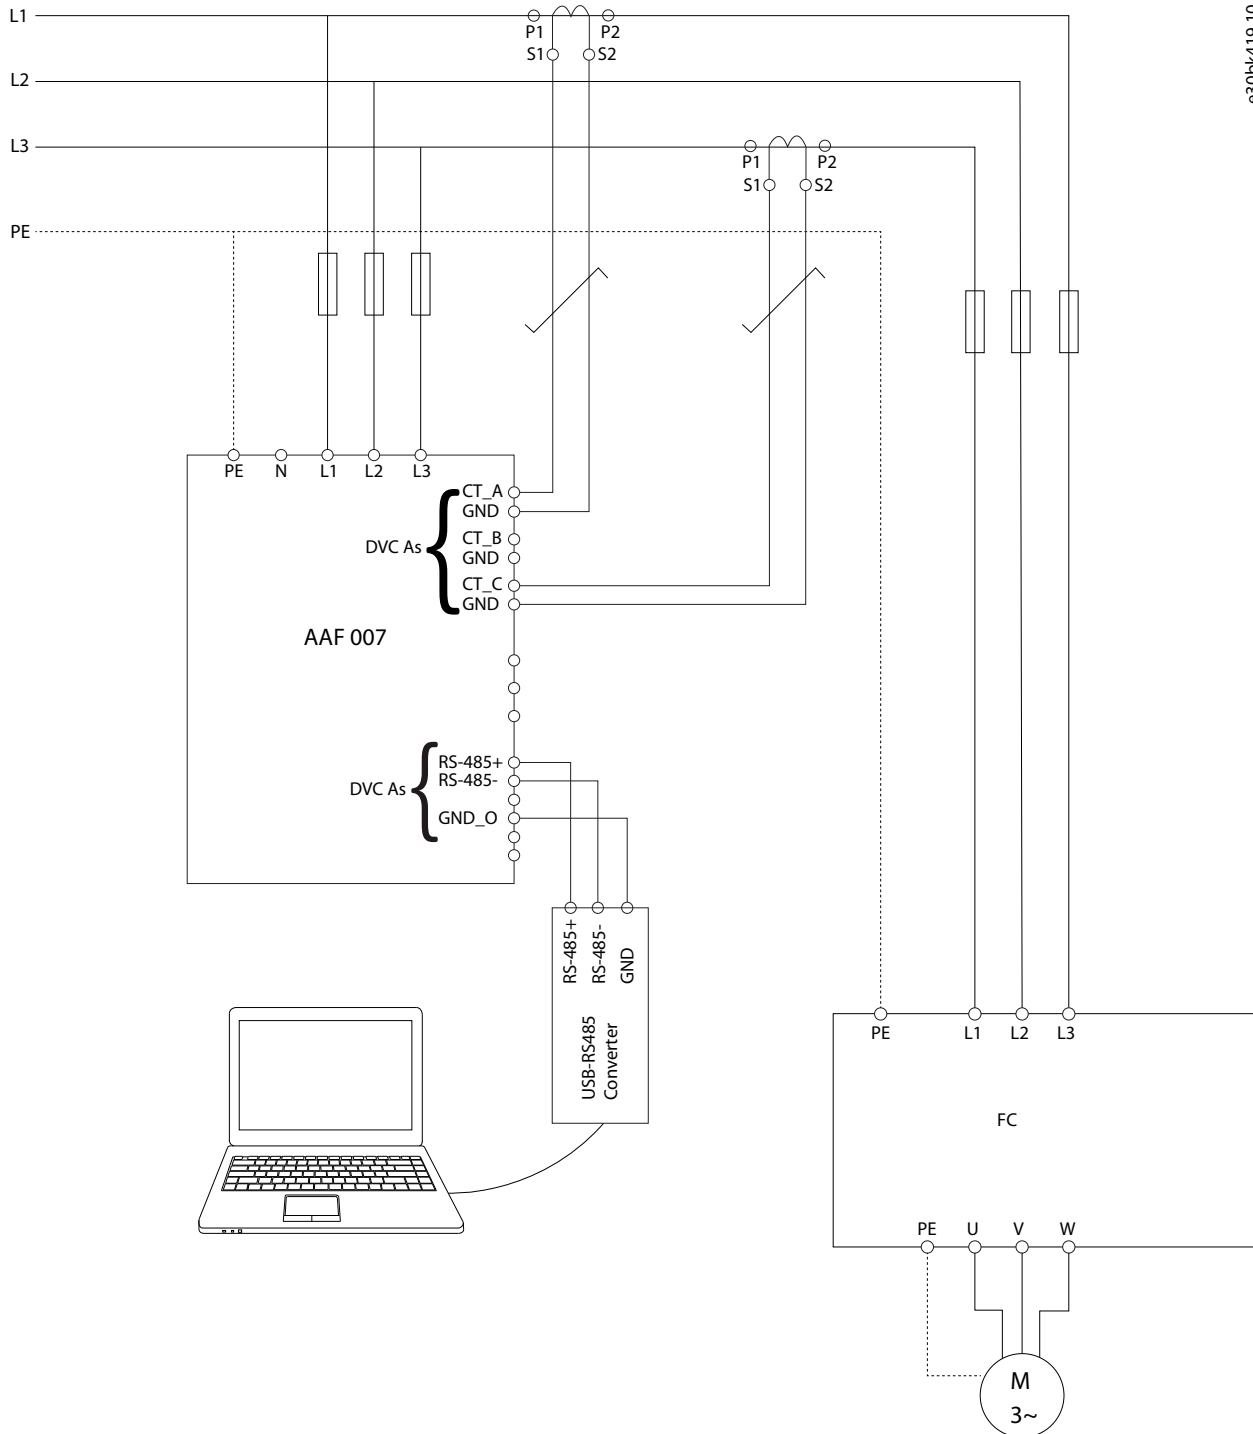 L1
P1
P2
S1
S2
L2
L3
P1
P2
S1
S2
PE
PE
N
L1
L2
L3
CT_A
GND
CT_B
DVC As
GND
CT_C
GND
AAF 007
RS-485+
RS-485-
DVC As
GND_O
RS-485+
RS-485-
GND
USB-RS485
Converter
PE
L1
L2
L3
FC
PE
U
V
W
M
3~
e30bk419.10